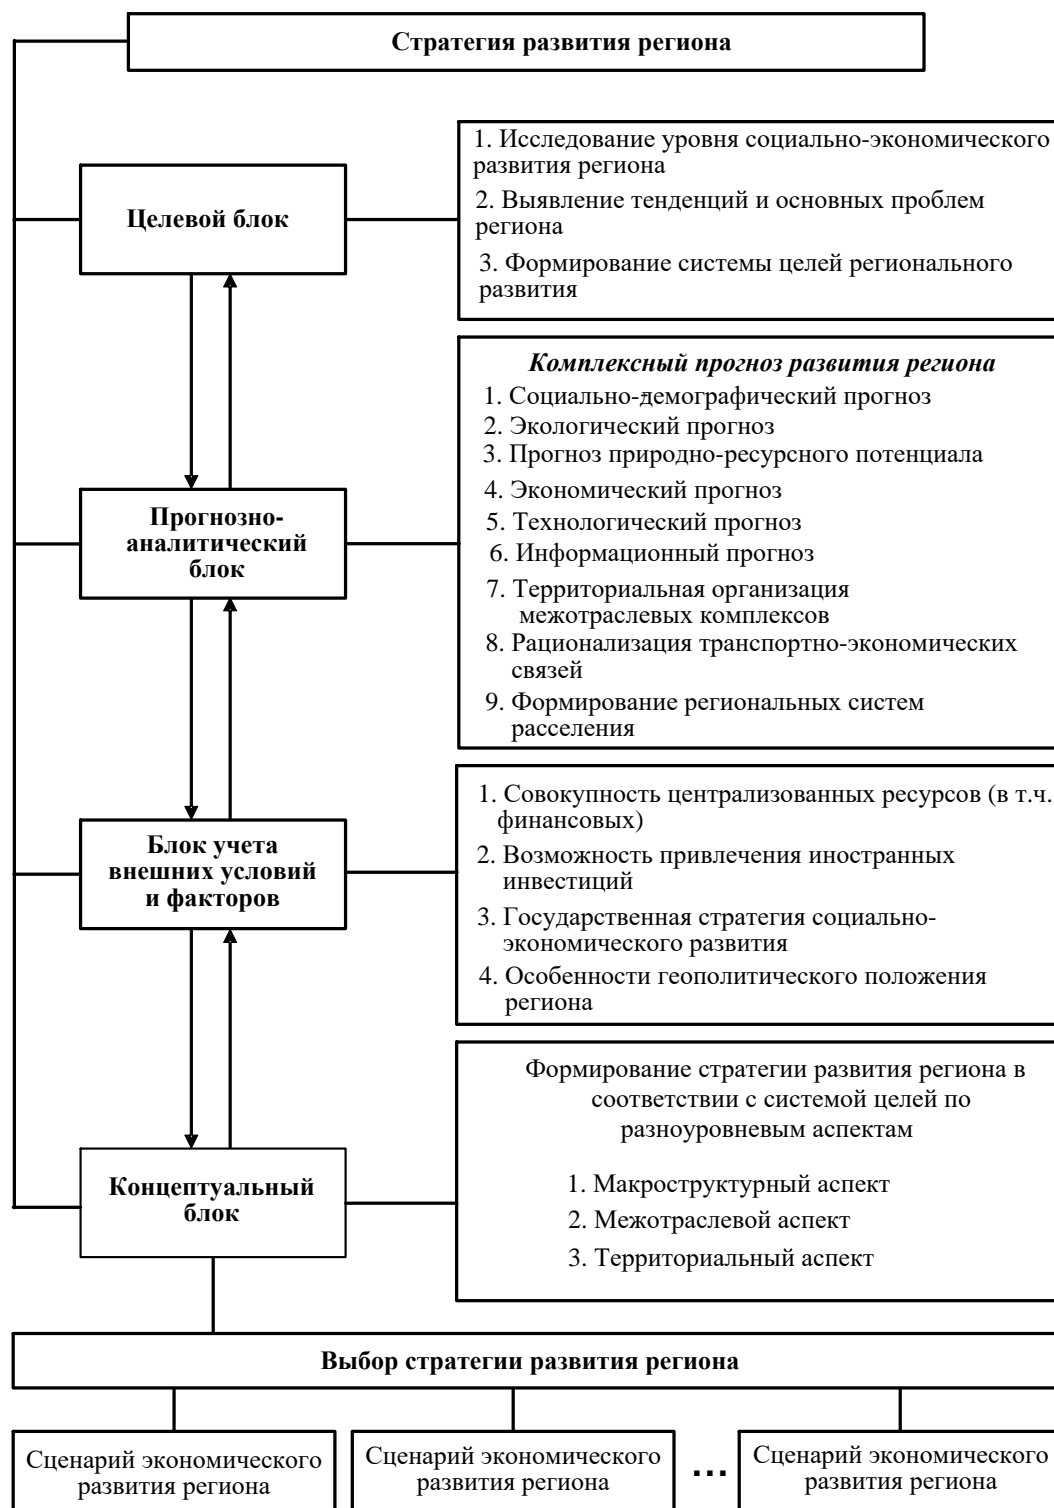 Стратегия развития региона
Целевой блок
1. Исследование уровня социально-экономического
развития региона
2. Выявление тенденций и основных проблем
региона
3. Формирование системы целей регионального
развития
Прогнозно-
аналитический
блок
Комплексный прогноз развития региона
1. Социально-демографический прогноз
2. Экологический прогноз
3. Прогноз природно-ресурсного потенциала
4. Экономический прогноз
5. Технологический прогноз
6. Информационный прогноз
7. Территориальная организация
межотраслевых комплексов
8. Рационализация транспортно-экономических
связей
9. Формирование региональных систем
расселения
Блок учета
внешних условий
и факторов
1. Совокупность централизованных ресурсов (в т.ч.
финансовых)
2. Возможность привлечения иностранных
инвестиций
3. Государственная стратегия социально-
экономического развития
4. Особенности геополитического положения
региона
Концептуальный
блок
Формирование стратегии развития региона в
соответствии с системой целей по
разноуровневым аспектам
1. Макроструктурный аспект
2. Межотраслевой аспект
3. Территориальный аспект
Выбор стратегии развития региона
Сценарий экономического
развития региона
Сценарий экономического
развития региона
...
Сценарий экономического
развития региона